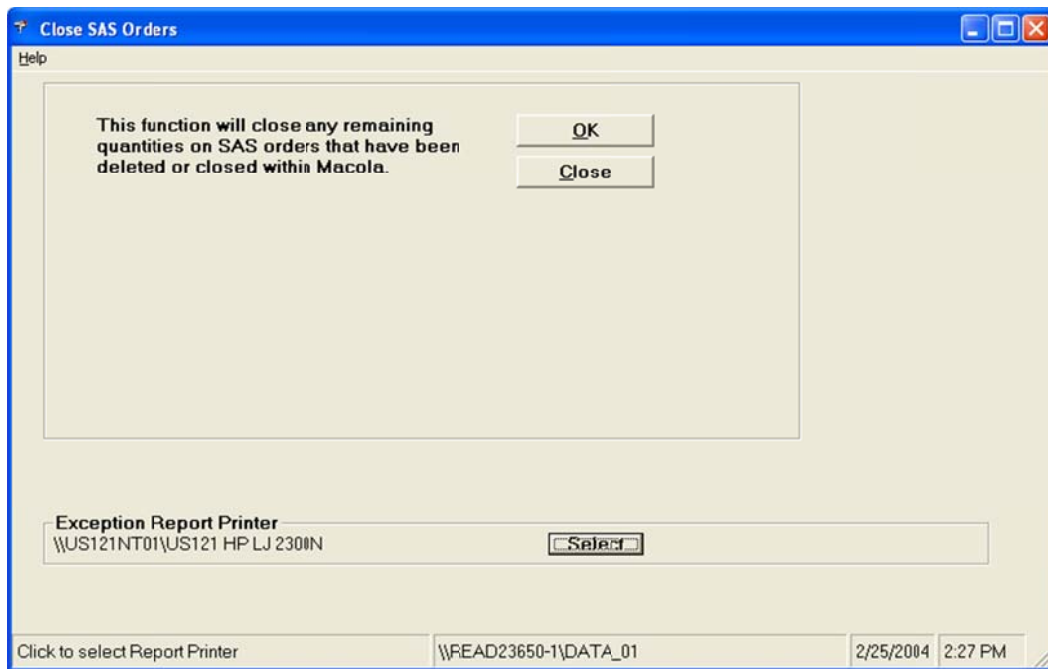 Close SAS Orders
Help
This function will close any remaining
quantities on SAS orders that have been
deleted or closed within Macola.
OK
Close
Exception Report Printer
\\US121NT01\US121 HP LJ 2300N
Select
Click to select Report Printer
\\READ23650-1\DATA_01
2/25/2004
2:27 PM